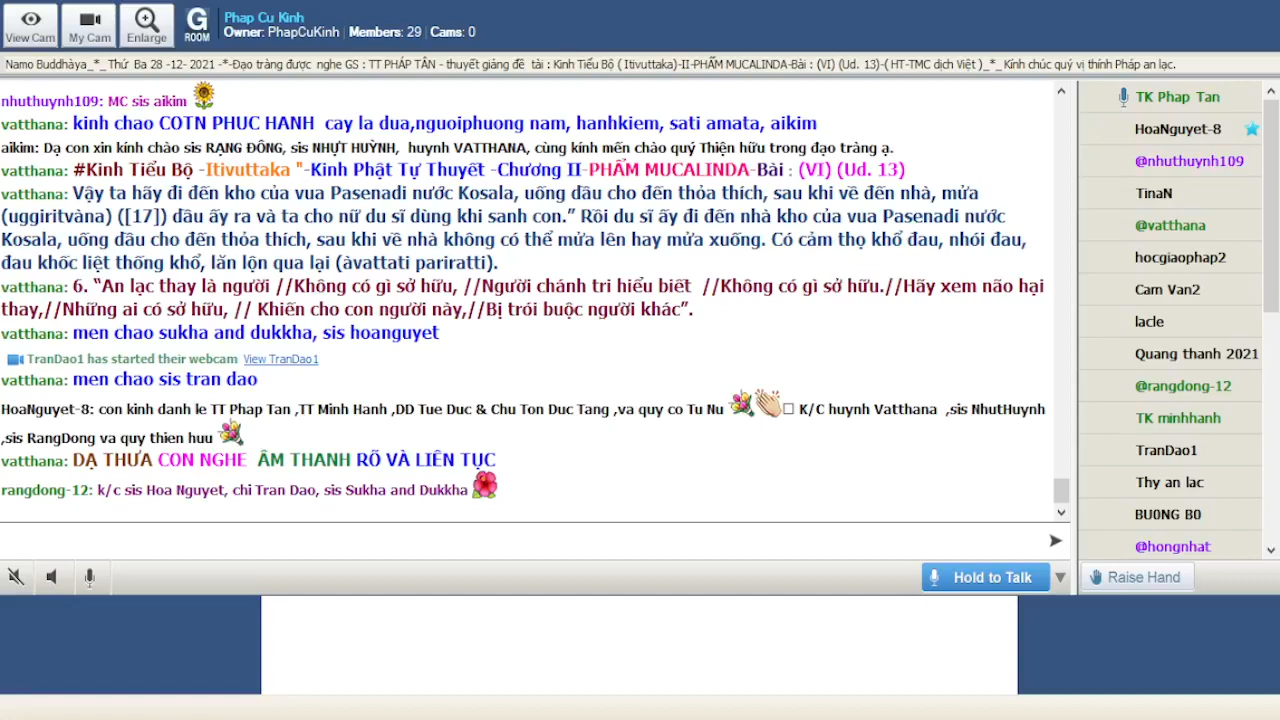 View Cam
My Cam
Enlarge
G
ROOM
Phap Cu Kinh
Owner: PhapCuKinh | Members: 29 | Cams: 0
Namo Buddhàya_*_Thứ Ba 28 -12- 2021 -*-Đạo tràng được nghe GS : TT PHÁP TÂN - thuyết giảng đề tài : Kinh Tiểu Bộ ( Itivuttaka)-II-PHẨM MUCALINDA-Bài : (VI) (Ud. 13)-( HT-TMC dịch Việt )_*_ Kính chúc quý vị thính Pháp an lạc.
nhuthuynh109: MC sis aikim
vatthana: kinh chao COTN PHUC HANH cay la dua,nguoiphuong nam, hanhkiem, sati amata, aikim
aikim: Dạ con xin kính chào sis RẠNG ĐÔNG, sis NHỰT HUỲNH, huynh VATTHANA, cùng kính mến chào quý Thiện hữu trong đạo tràng ạ.
vatthana: #Kinh Tiểu Bộ -Itivuttaka "-Kinh Phật Tự Thuyết -Chương II-PHẨM MUCALINDA-Bài : (VI) (Ud. 13)
vatthana: Vậy ta hãy đi đến kho của vua Pasenadi nước Kosala, uống dầu cho đến thỏa thích, sau khi về đến nhà, mửa
(uggiritvàna) ([17]) dầu ấy ra và ta cho nữ du sĩ dùng khi sanh con.” Rồi du sĩ ấy đi đến nhà kho của vua Pasenadi nước
Kosala, uống dầu cho đến thỏa thích, sau khi về nhà không có thể mửa lên hay mửa xuống. Có cảm thọ khổ đau, nhói đau,
đau khốc liệt thống khổ, lăn lộn qua lại (àvattati pariratti).
vatthana: 6. “An lạc thay là người //Không có gì sở hữu, //Người chánh tri hiểu biết //Không có gì sở hữu.//Hãy xem não hại
thay,//Những ai có sở hữu, // Khiến cho con người này,//Bị trói buộc người khác”.
vatthana: men chao sukha and dukkha, sis hoanguyet
TranDao1 has started their webcam View TranDao1
vatthana: men chao sis tran dao
HoaNguyet-8: con kinh danh le TT Phap Tan ,TT Minh Hanh ,DD Tue Duc & Chu Ton Duc Tang ,va quy co Tu Nu K/C huynh Vatthana ,sis NhutHuynh
,sis RangDong va quy thien huu
vatthana: DẠ THƯA CON NGHE ÂM THANH RÕ VÀ LIÊN TỤC
rangdong-12: k/c sis Hoa Nguyet, chi Tran Dao, sis Sukha and Dukkha
Hold to Talk
TK Phap Tan
HoaNguyet-8
@nhuthuynh109
TinaN
@vatthana
hocgiaophap2
Cam Van2
lacle
Quang thanh 2021
@rangdong-12
TK minhhanh
TranDao1
Thy an lac
BU0NG B0
@hongnhat
Raise Hand